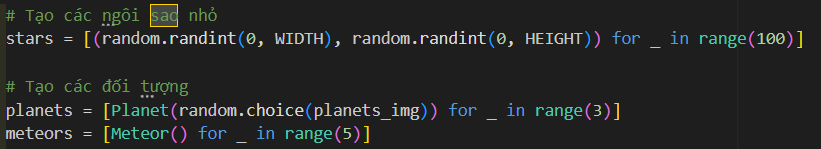 # Tạo các ngôi sao nhỏ
stars = [(random.randint(0, WIDTH), random.randint(0, HEIGHT)) for _ in range(100)]
# Tạo các đối tượng
planets = [Planet(random.choice(planets_img)) for _ in range(3)]
meteors = [Meteor() for _ in range(5)]